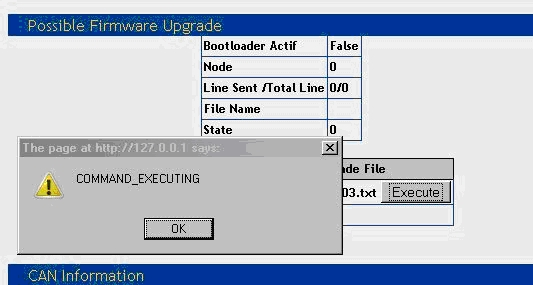 Possible Firmware Upgrade
Bootloader Actif False
Node 0
Line Sent /Total Line 0/0
File Name
State 0
The page at http://127.0.0.1 says:
COMMAND_EXECUTING
OK
File
03.txt Execute
CAN Information